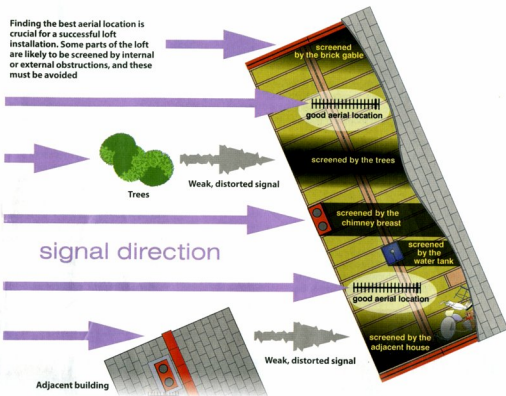 Finding the best aerial location is
crucial for a successful loft
installation. Some parts of the loft
are likely to be screened by internal
or external obstructions, and these
must be avoided
screened
by the brick gable
good aerial location
screened by the trees
Weak, distorted signal
Trees
screened by the
chimney breast
signal direction
screened
by the
water tank
good aerial location
screened by the
adjacent house
Weak, distorted signal
Adjacent building